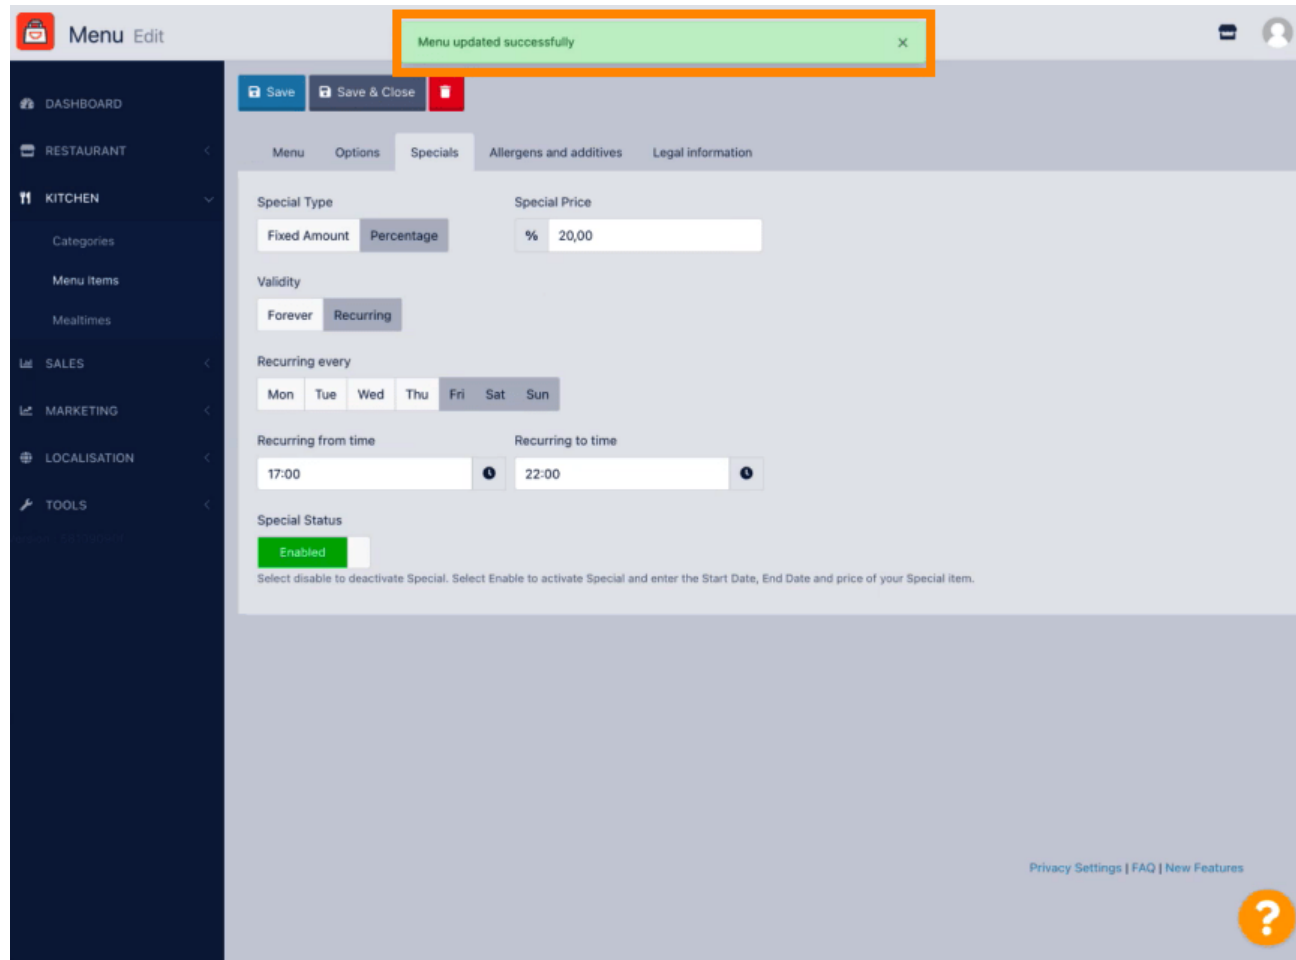 Menu Edit
Menu updated successfully
DASHBOARD
RESTAURANT
KITCHEN
Categories
Menu Items
Mealtimes
SALES
MARKETING
LOCALISATION
TOOLS
Save
Save & Close
Menu
Options
Specials
Allergens and additives
Legal information
Special Type
Special Price
Fixed Amount
Percentage
% 20,00
Validity
Forever
Recurring
Recurring every
Mon Tue Wed Thu Fri Sat Sun
Recurring from time
Recurring to time
17:00
22:00
Special Status
Enabled
Select disable to deactivate Special. Select Enable to activate Special and enter the Start Date, End Date and price of your Special item.
Privacy Settings | FAQ | New Features
?